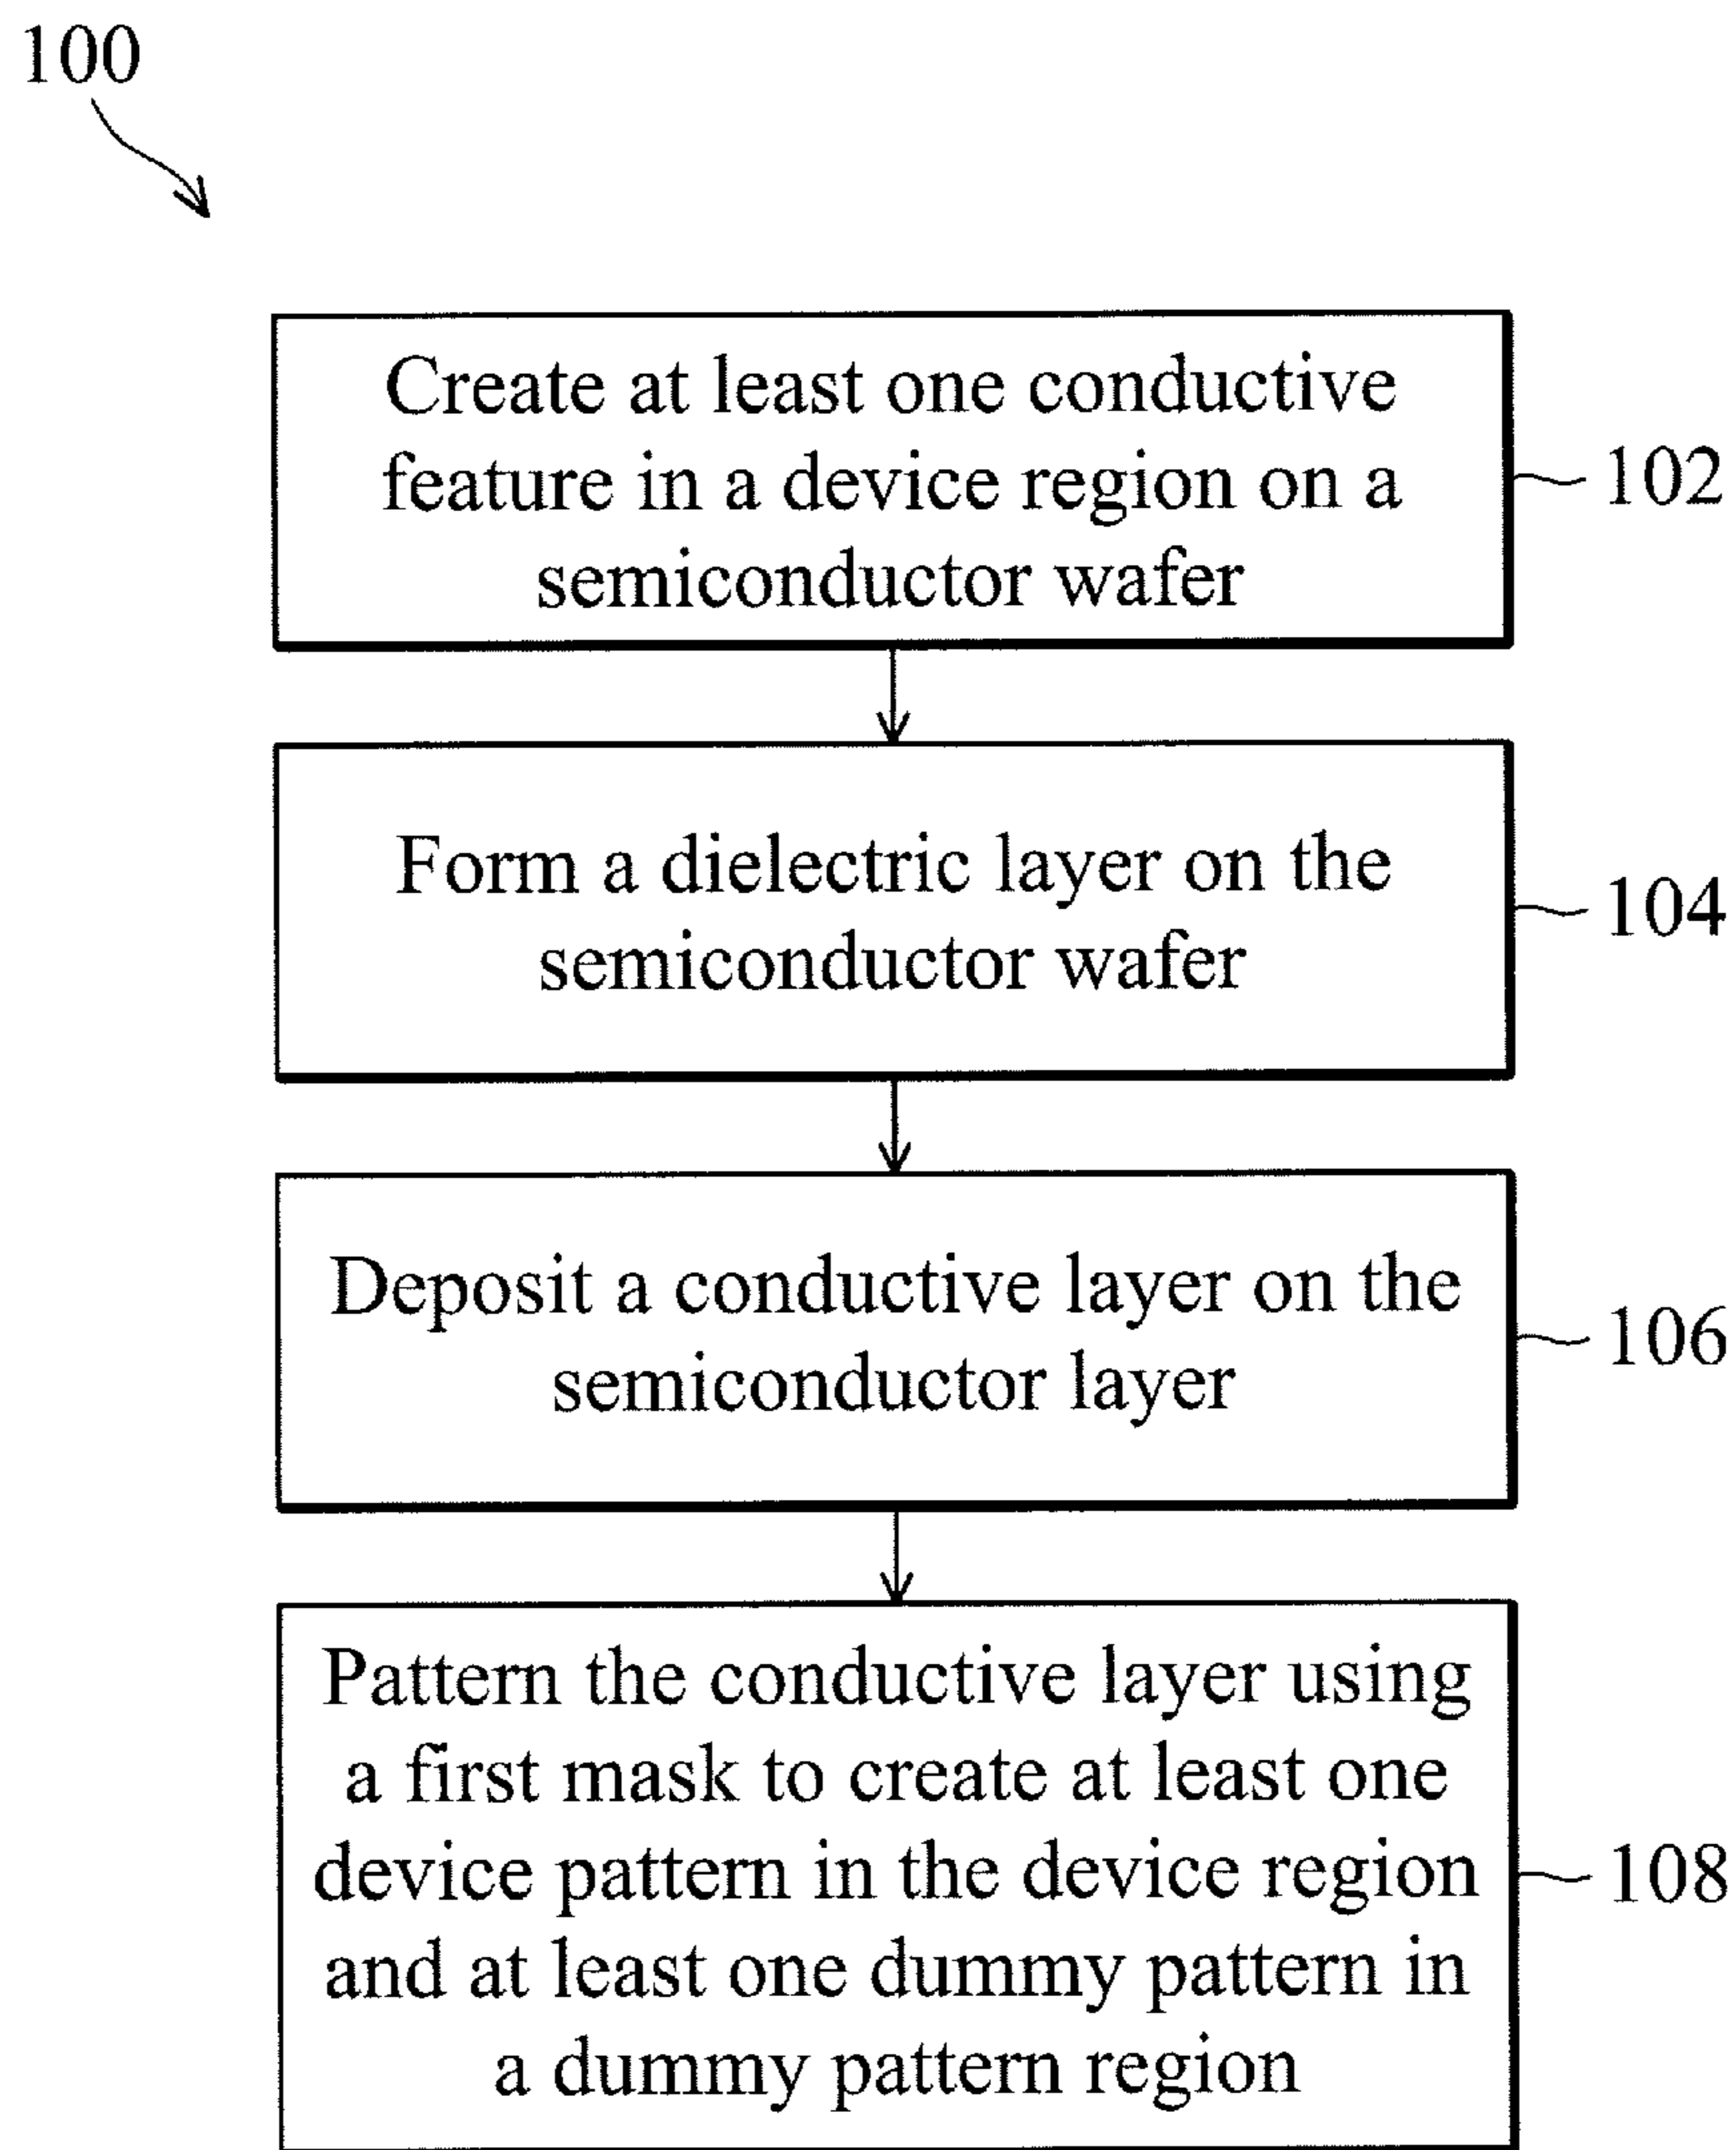 100
Create at least one conductive
feature in a device region on a
semiconductor wafer
102
Form a dielectric layer on the
semiconductor wafer
104
Deposit a conductive layer on the
semiconductor layer
106
Pattern the conductive layer using
a first mask to create at least one
device pattern in the device region
and at least one dummy pattern in
a dummy pattern region
108